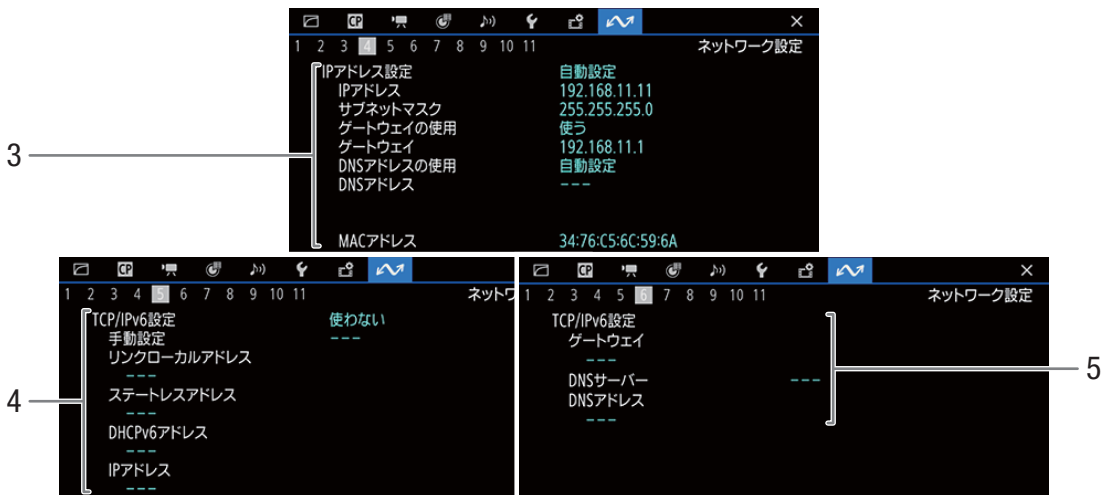 CP
1 2 3 4 5 6 7 8 9 10 11 ネットワーク設定
IPアドレス設定 自動設定
IPアドレス 192.168.11.11
サブネットマスク 255.255.255.0
ゲートウェイの使用 使う
ゲートウェイ 192.168.11.1
DNSアドレスの使用 自動設定
DNSアドレス ---
MACアドレス 34:76:C5:6C:59:6A
3
CP
1 2 3 4 5 6 7 8 9 10 11 ネットワ
TCP/IPv6設定 使わない
手動設定 ---
リンクローカルアドレス
---
ステートレスアドレス
---
DHCPv6アドレス
---
IPアドレス
---
4
CP
1 2 3 4 5 6 7 8 9 10 11 ネットワーク設定
TCP/IPv6設定
ゲートウェイ
---
DNSサーバー ---
DNSアドレス
---
5